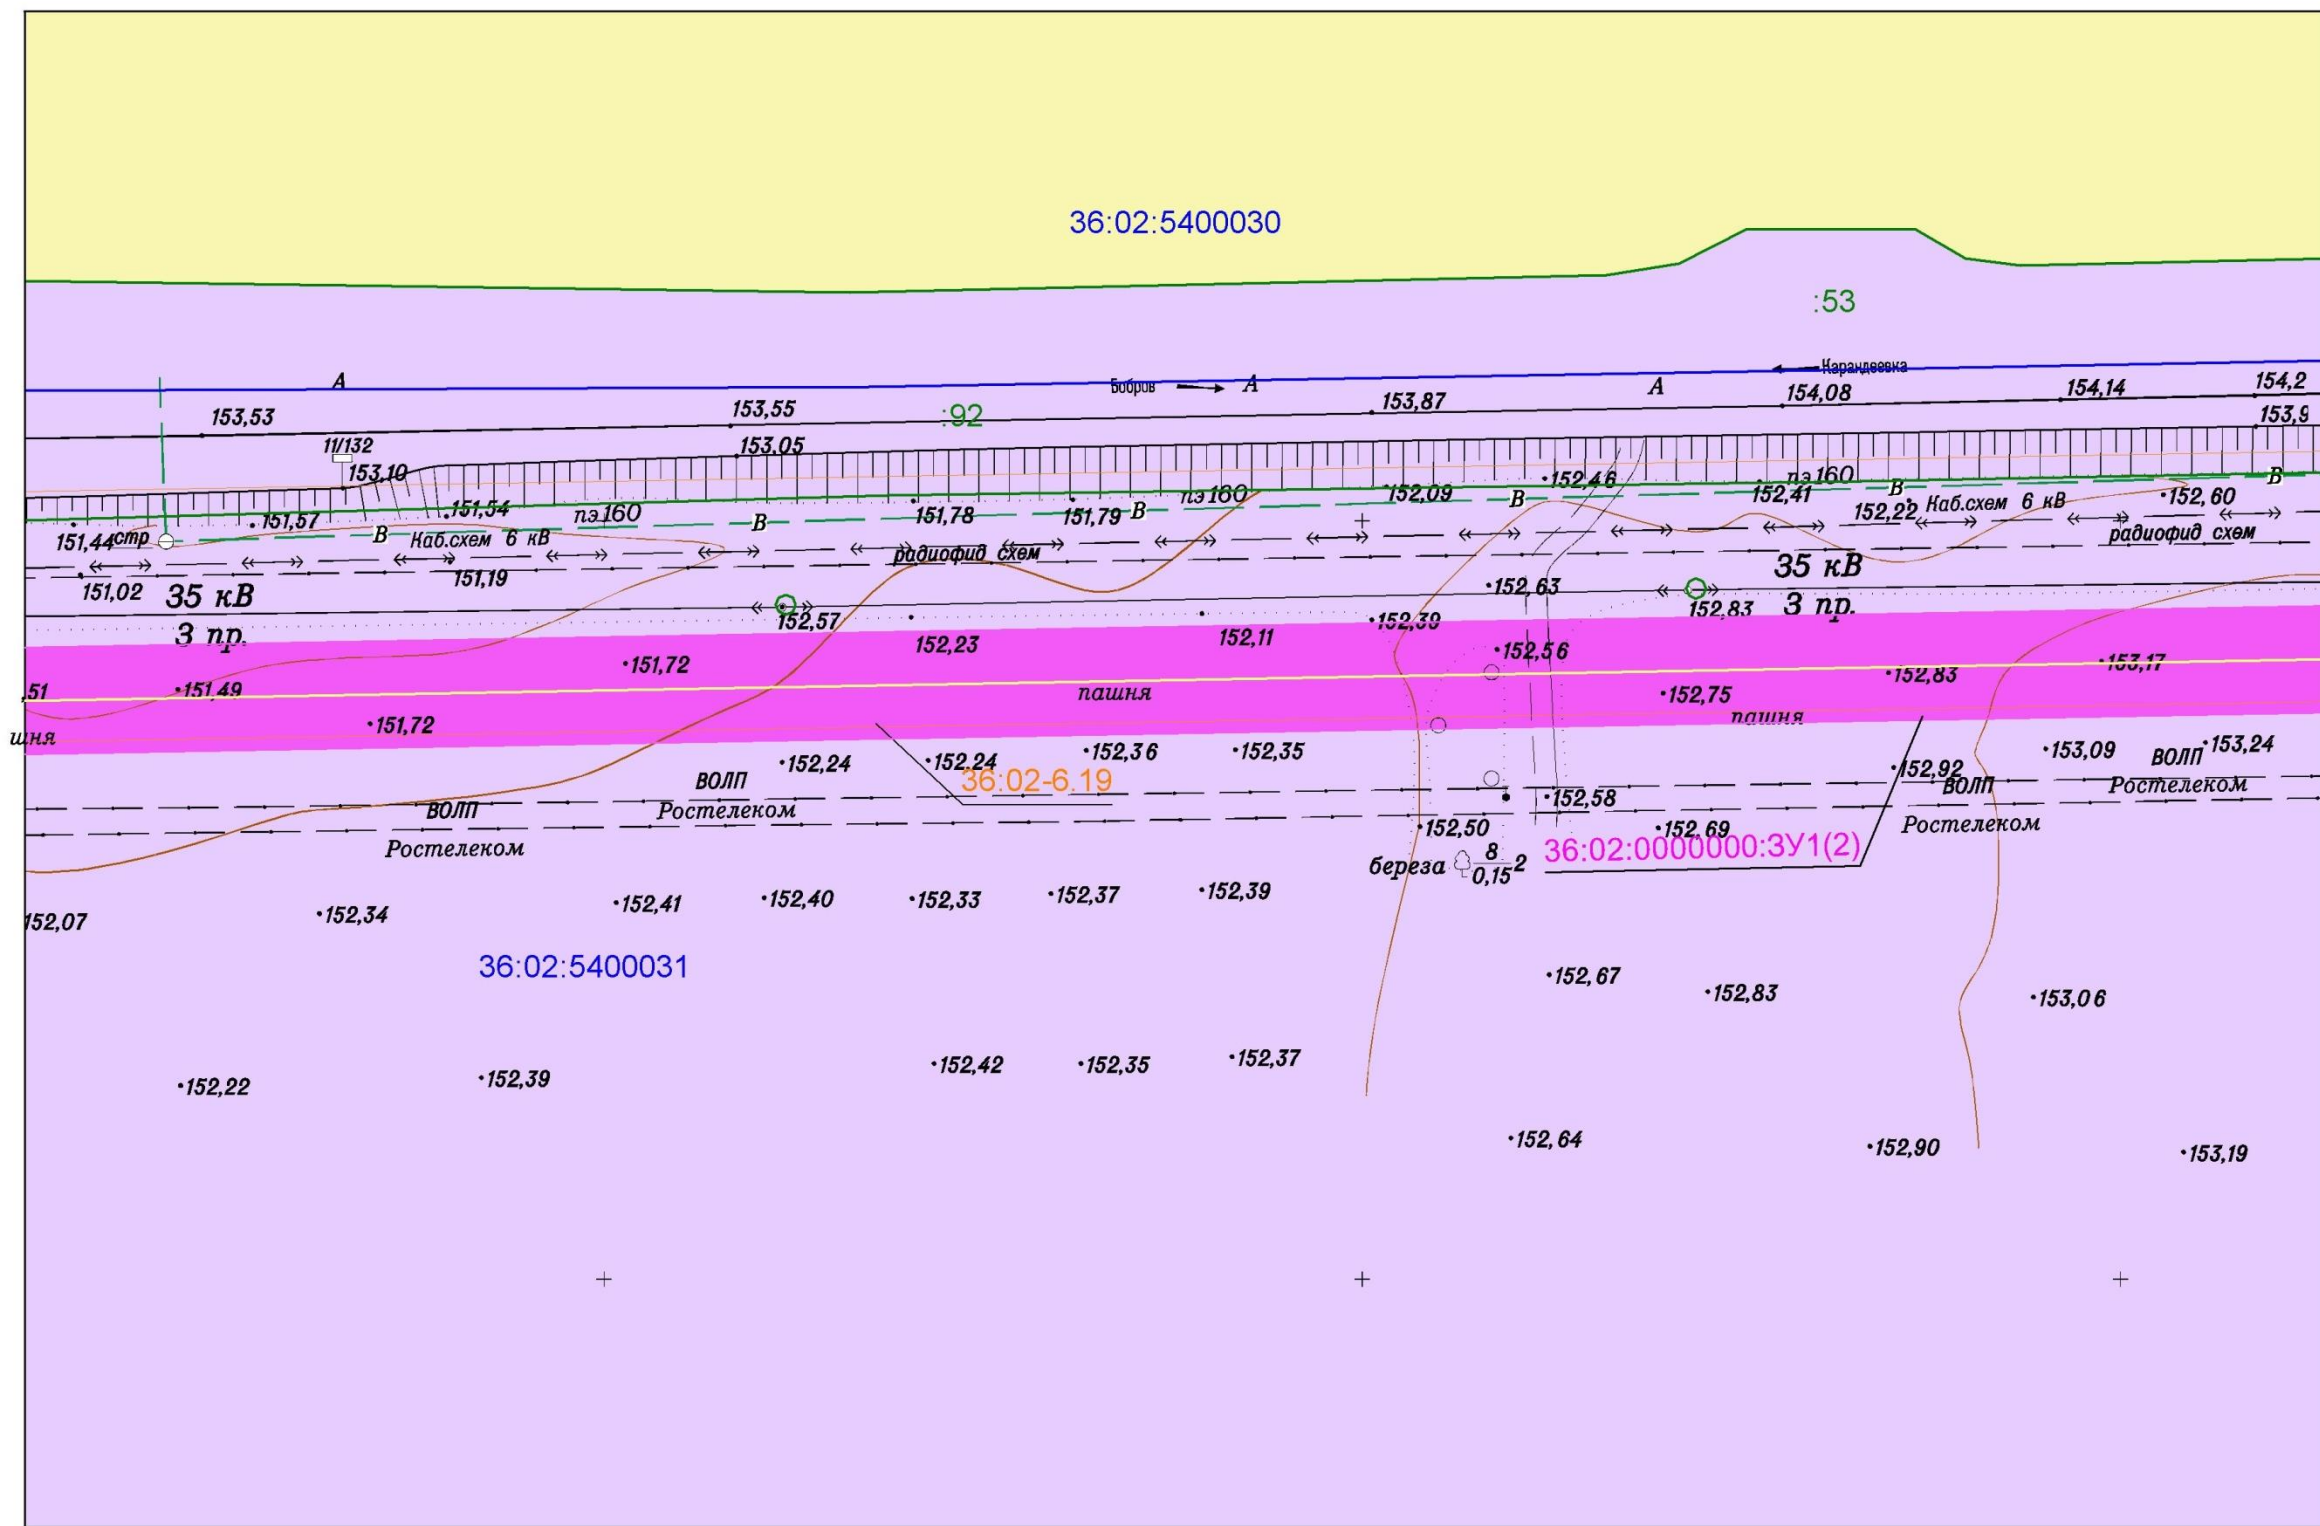 36:02:5400030
:53
А
Бобров
А
А
Карандеевка
153,53
153,55
:92
153,87
154,08
154,14
154,2
11/132
153,10
153,05
153,9
152,46
152,09
152,41
152,60
пэ160
пэ160
пэ160
151,44
стр
151,57
151,54
151,78
151,79
152,22
В
В
В
В
В
В
Каб.схем 6 кВ
Каб.схем 6 кВ
радиофид схем
радиофид схем
151,02
151,19
35 кВ
3 пр.
152,57
152,23
152,11
152,39
152,63
152,83
35 кВ
3 пр.
151,72
152,56
,51
151,49
пашня
152,75
152,83
153,17
151,72
пашня
шня
152,24
152,24
152,36
152,35
152,92
153,09
153,24
36:02-6.19
ВОЛП
Ростелеком
ВОЛП
Ростелеком
ВОЛП
Ростелеком
ВОЛП
Ростелеком
152,58
152,50
152,69
36:02:0000000:ЗУ1(2)
береза 8 2
0,15
152,07
152,34
152,41
152,40
152,33
152,37
152,39
36:02:5400031
152,67
152,83
153,06
152,22
152,39
152,42
152,35
152,37
152,64
152,90
153,19